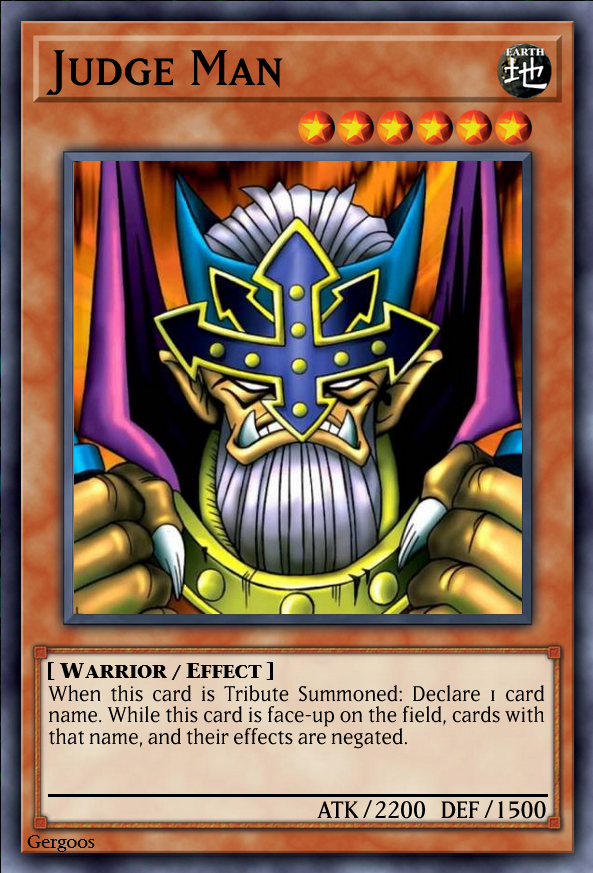 Judge Man
EARTH
地
[ Warrior / Effect ]
When this card is Tribute Summoned: Declare 1 card
name. While this card is face-up on the field, cards with
that name, and their effects are negated.
ATK / 2200 DEF / 1500
Gergoos